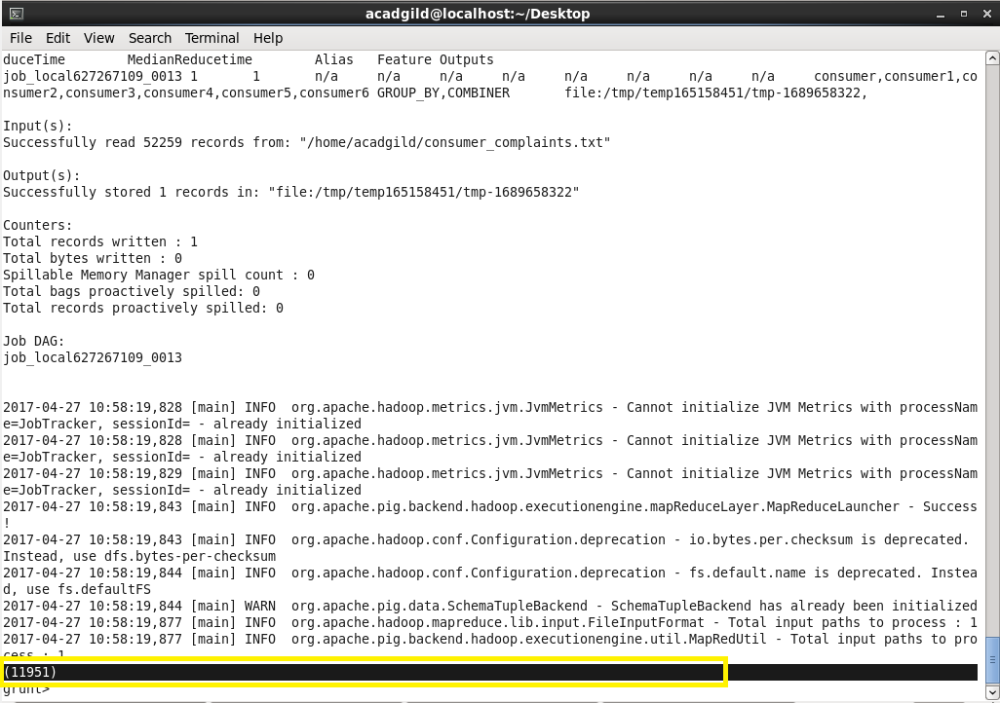 acadgild@localhost:~/Desktop
File Edit View Search Terminal Help
duceTime MedianReducetime Alias Feature Outputs
job_local627267109_0013 1 1 n/a n/a n/a n/a n/a n/a n/a n/a consumer,consumer1,co
nsumer2,consumer3,consumer4,consumer5,consumer6 GROUP_BY,COMBINER file:/tmp/temp165158451/tmp-1689658322,
Input(s):
Successfully read 52259 records from: "/home/acadgild/consumer_complaints.txt"
Output(s):
Successfully stored 1 records in: "file:/tmp/temp165158451/tmp-1689658322"
Counters:
Total records written : 1
Total bytes written : 0
Spillable Memory Manager spill count : 0
Total bags proactively spilled: 0
Total records proactively spilled: 0
Job DAG:
job_local627267109_0013
2017-04-27 10:58:19,828 [main] INFO org.apache.hadoop.metrics.jvm.JvmMetrics - Cannot initialize JVM Metrics with processNam
e=JobTracker, sessionId= - already initialized
2017-04-27 10:58:19,828 [main] INFO org.apache.hadoop.metrics.jvm.JvmMetrics - Cannot initialize JVM Metrics with processNam
e=JobTracker, sessionId= - already initialized
2017-04-27 10:58:19,829 [main] INFO org.apache.hadoop.metrics.jvm.JvmMetrics - Cannot initialize JVM Metrics with processNam
e=JobTracker, sessionId= - already initialized
2017-04-27 10:58:19,843 [main] INFO org.apache.pig.backend.hadoop.executionengine.mapReduceLayer.MapReduceLauncher - Success
!
2017-04-27 10:58:19,843 [main] INFO org.apache.hadoop.conf.Configuration.deprecation - io.bytes.per.checksum is deprecated.
Instead, use dfs.bytes-per-checksum
2017-04-27 10:58:19,844 [main] INFO org.apache.hadoop.conf.Configuration.deprecation - fs.default.name is deprecated. Instea
d, use fs.defaultFS
2017-04-27 10:58:19,844 [main] WARN org.apache.pig.data.SchemaTupleBackend - SchemaTupleBackend has already been initialized
2017-04-27 10:58:19,877 [main] INFO org.apache.hadoop.mapreduce.lib.input.FileInputFormat - Total input paths to process : 1
2017-04-27 10:58:19,877 [main] INFO org.apache.pig.backend.hadoop.executionengine.util.MapRedUtil - Total input paths to pro
cess : 1
(11951)
grunt>